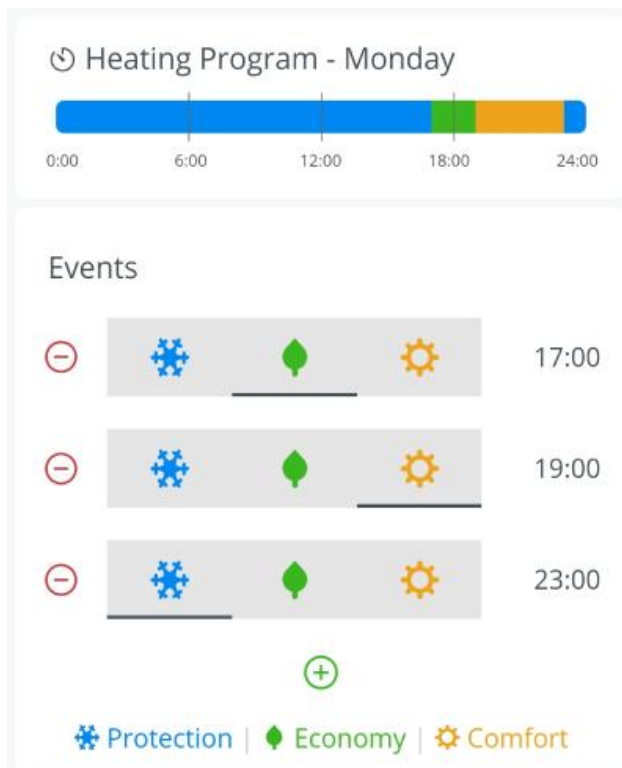 Heating Program - Monday
0:00 6:00 12:00 18:00 24:00
Events
17:00
19:00
23:00
Protection | Economy | Comfort